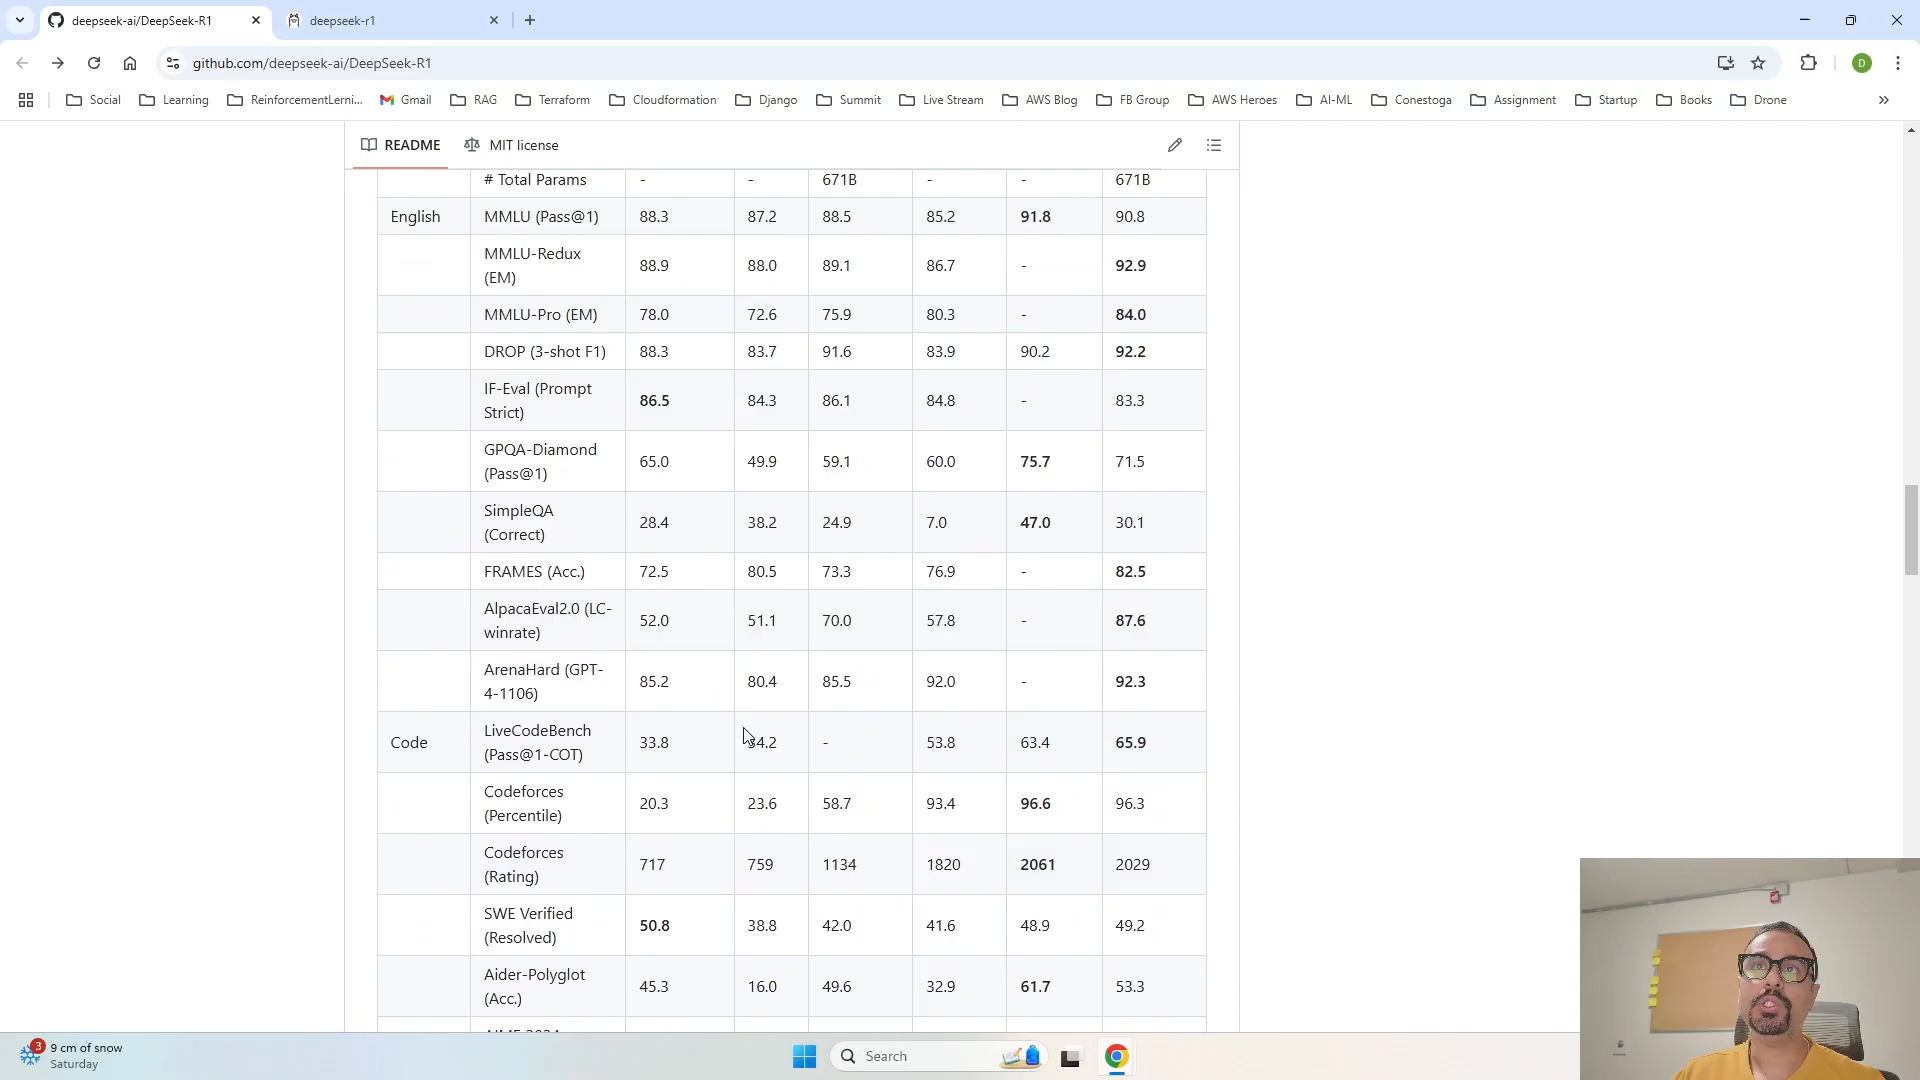 deepseek-ai/DeepSeek-R1
deepseek-r1
github.com/deepseek-ai/DeepSeek-R1
D
Social Learning ReinforcementLerni... Gmail RAG Terraform Cloudformation Django Summit Live Stream AWS Blog FB Group AWS Heroes AI-ML Conestoga Assignment Startup Books Drone
README MIT license
# Total Params - - 671B - - 671B
English MMLU (Pass@1) 88.3 87.2 88.5 85.2 91.8 90.8
MMLU-Redux
(EM) 88.9 88.0 89.1 86.7 - 92.9
MMLU-Pro (EM) 78.0 72.6 75.9 80.3 - 84.0
DROP (3-shot F1) 88.3 83.7 91.6 83.9 90.2 92.2
IF-Eval (Prompt
Strict) 86.5 84.3 86.1 84.8 - 83.3
GPQA-Diamond
(Pass@1) 65.0 49.9 59.1 60.0 75.7 71.5
SimpleQA
(Correct) 28.4 38.2 24.9 7.0 47.0 30.1
FRAMES (Acc.) 72.5 80.5 73.3 76.9 - 82.5
AlpacaEval2.0 (LC-
winrate) 52.0 51.1 70.0 57.8 - 87.6
ArenaHard (GPT-
4-1106) 85.2 80.4 85.5 92.0 - 92.3
Code LiveCodeBench
(Pass@1-COT) 33.8 34.2 - 53.8 63.4 65.9
Codeforces
(Percentile) 20.3 23.6 58.7 93.4 96.6 96.3
Codeforces
(Rating) 717 759 1134 1820 2061 2029
SWE Verified
(Resolved) 50.8 38.8 42.0 41.6 48.9 49.2
Aider-Polyglot
(Acc.) 45.3 16.0 49.6 32.9 61.7 53.3
3
9 cm of snow
Saturday
Search